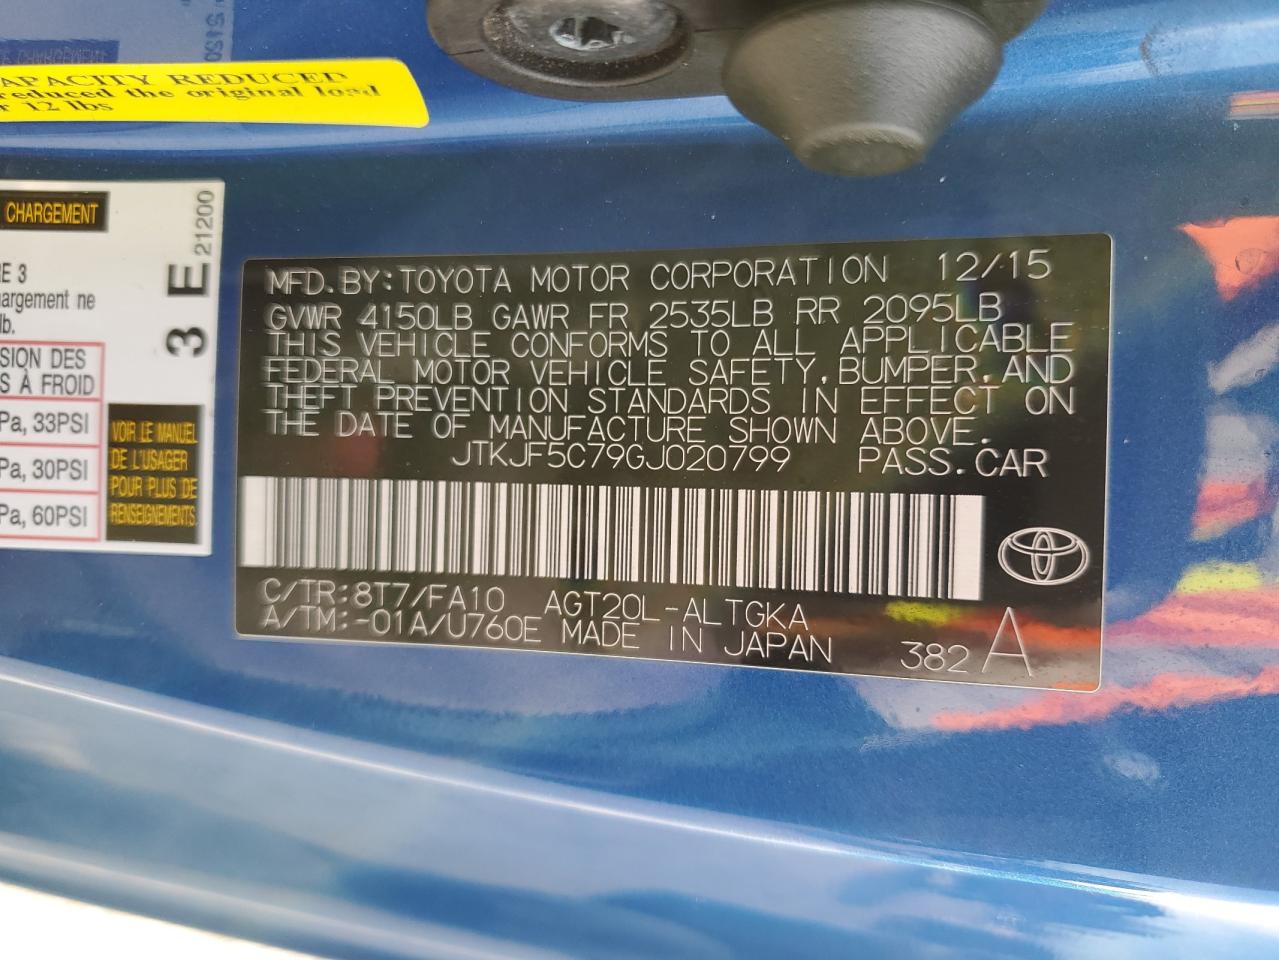 CAPACITY REDUCED
reduced the original load
12 lbs
CHARGEMENT
RE 3
chargement ne
lb.
SION DES
S À FROID
Pa, 33PSI
Pa, 30PSI
Pa, 60PSI
VOIR LE MANUEL
DE L'USAGER
POUR PLUS DE
RENSEIGNEMENTS
3 E 21200
MFD.BY:TOYOTA MOTOR CORPORATION 12/15
GVWR 4150LB GAWR FR 2535LB RR 2095LB
THIS VEHICLE CONFORMS TO ALL APPLICABLE
FEDERAL MOTOR VEHICLE SAFETY,BUMPER,AND
THEFT PREVENTION STANDARDS IN EFFECT ON
THE DATE OF MANUFACTURE SHOWN ABOVE.
JTKJF5C79GJ020799 PASS.CAR
C/TR:8T7/FA10 AGT20L-ALTGKA
A/TM:-01A/U760E MADE IN JAPAN 382 A